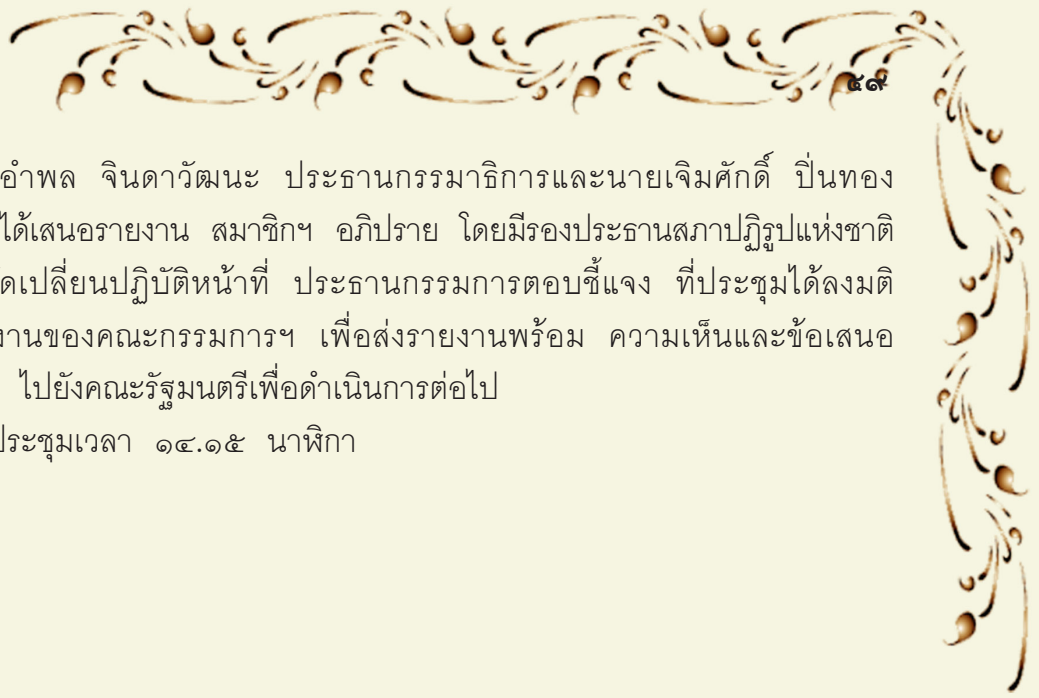 ๔๙
อำพล จินดาวัฒนะ ประธานกรรมาธิการและนายเจิมศักดิ์ ปิ่นทอง
ได้เสนอรายงาน สมาชิกฯ อภิปราย โดยมีรองประธานสภาปฏิรูปแห่งชาติ
ดเปลี่ยนปฏิบัติหน้าที่ ประธานกรรมการตอบชี้แจง ที่ประชุมได้ลงมติ
งานของคณะกรรมการฯ เพื่อส่งรายงานพร้อม ความเห็นและข้อเสนอ
ไปยังคณะรัฐมนตรีเพื่อดำเนินการต่อไป
ประชุมเวลา ๑๔.๑๕ นาฬิกา